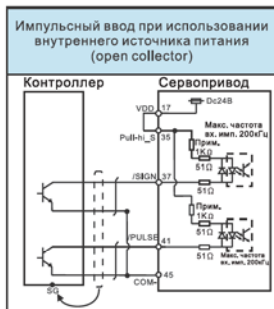 Импульсный ввод при использовании
внутреннего источника питания
(open collector)
Контроллер
Сервопривод
VDD
17
Dc24В
Pull-hi_S
35
Макс. частота
вх. имп. 200кГц
Прим.
1KΩ
51Ω
/SIGN
37
51Ω
Прим.
1KΩ
51Ω
/PULSE
41
51Ω
Макс. частота
вх. имп, 200кГц
45
COM-
SG